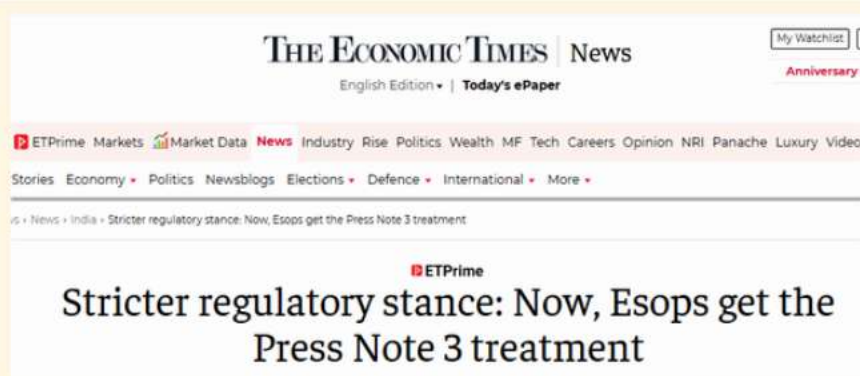 THE ECONOMIC TIMES | News
My Watchlist
English Edition ▾ | Today's ePaper
Anniversary
ETPrime Markets Market Data News Industry Rise Politics Wealth MF Tech Careers Opinion NRI Panache Luxury Video
Stories Economy ▾ Politics Newsblogs Elections ▾ Defence ▾ International ▾ More ▾
› News › India › Stricter regulatory stance: Now, Esops get the Press Note 3 treatment
ETPrime
Stricter regulatory stance: Now, Esops get the
Press Note 3 treatment